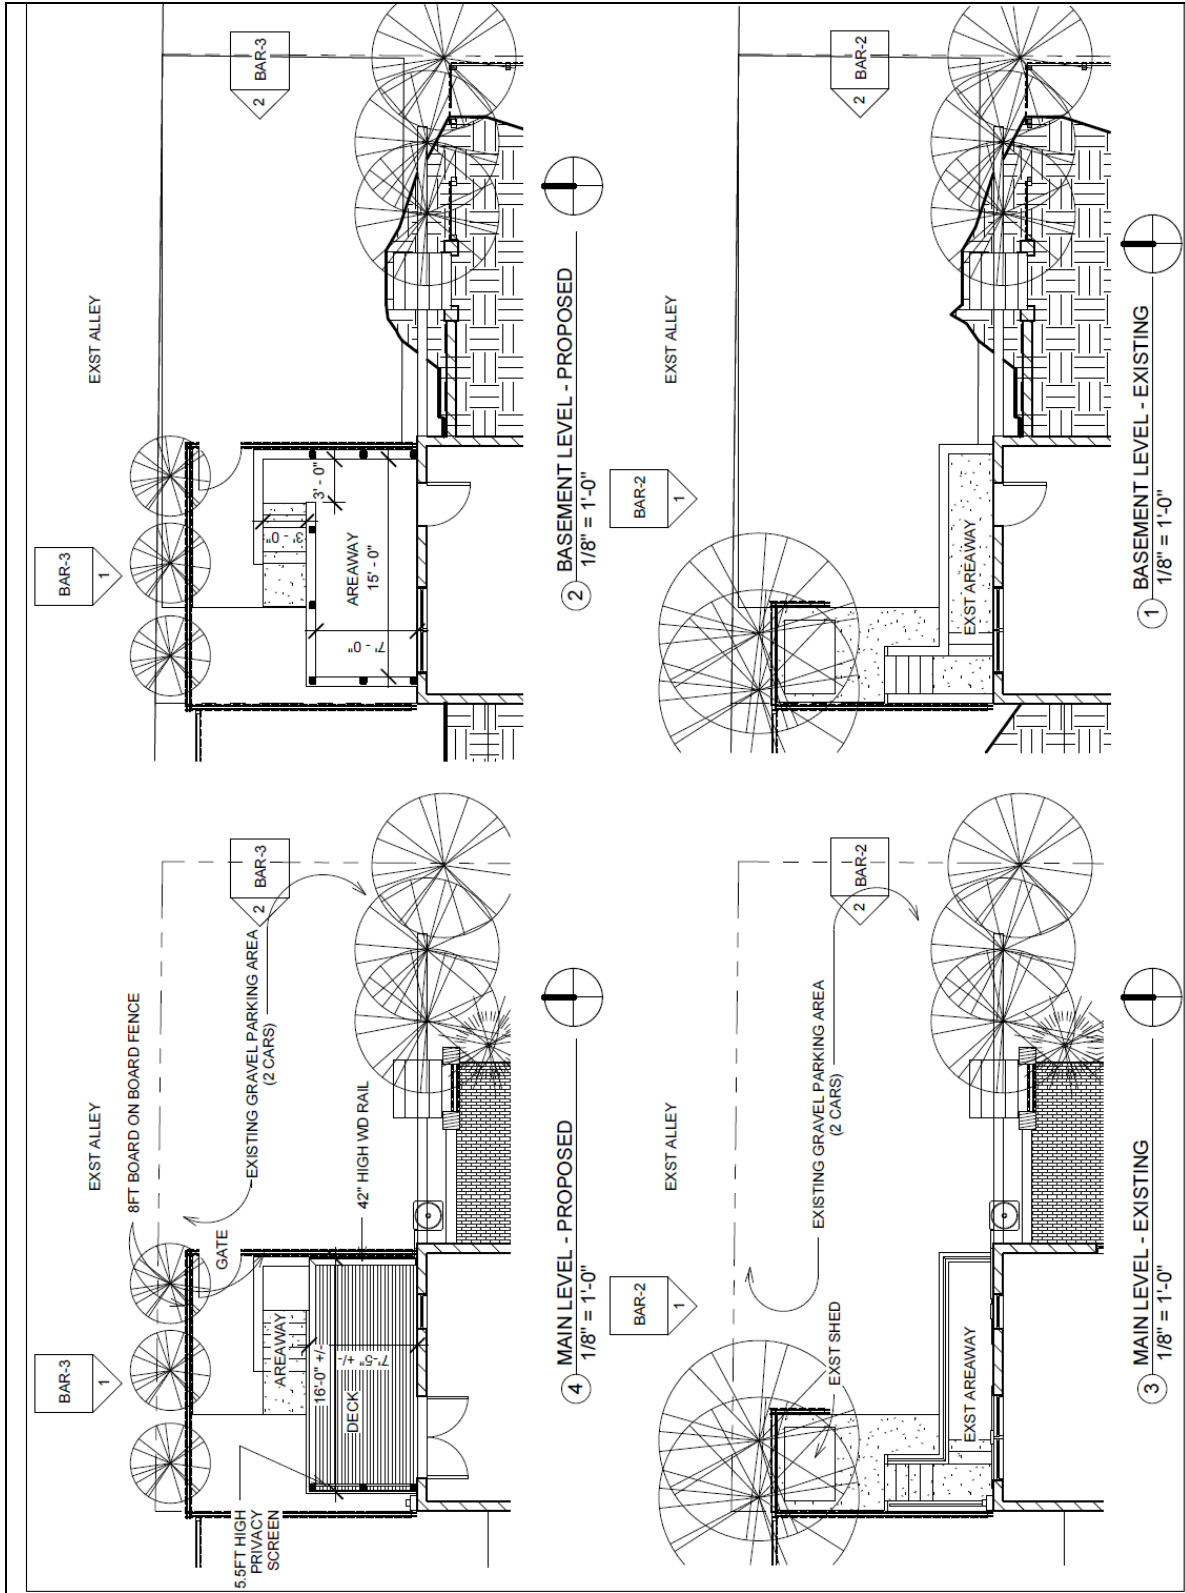 EXST ALLEY
BAR-3
1
BAR-3
2
8FT BOARD ON BOARD FENCE
EXISTING GRAVEL PARKING AREA
(2 CARS)
GATE
42" HIGH WD RAIL
AREAWAY
16'-0" +/-
7'-5" +/-
DECK
5.5FT HIGH
PRIVACY
SCREEN
4
MAIN LEVEL - PROPOSED
1/8" = 1'-0"
EXST ALLEY
BAR-3
1
BAR-3
2
3' - 0"
3' - 0"
AREAWAY
15' - 0"
7' - 0"
2
BASEMENT LEVEL - PROPOSED
1/8" = 1'-0"
EXST ALLEY
BAR-2
1
BAR-2
2
EXISTING GRAVEL PARKING AREA
(2 CARS)
EXST SHED
EXST AREAWAY
3
MAIN LEVEL - EXISTING
1/8" = 1'-0"
EXST ALLEY
BAR-2
1
BAR-2
2
EXST AREAWAY
1
BASEMENT LEVEL - EXISTING
1/8" = 1'-0"